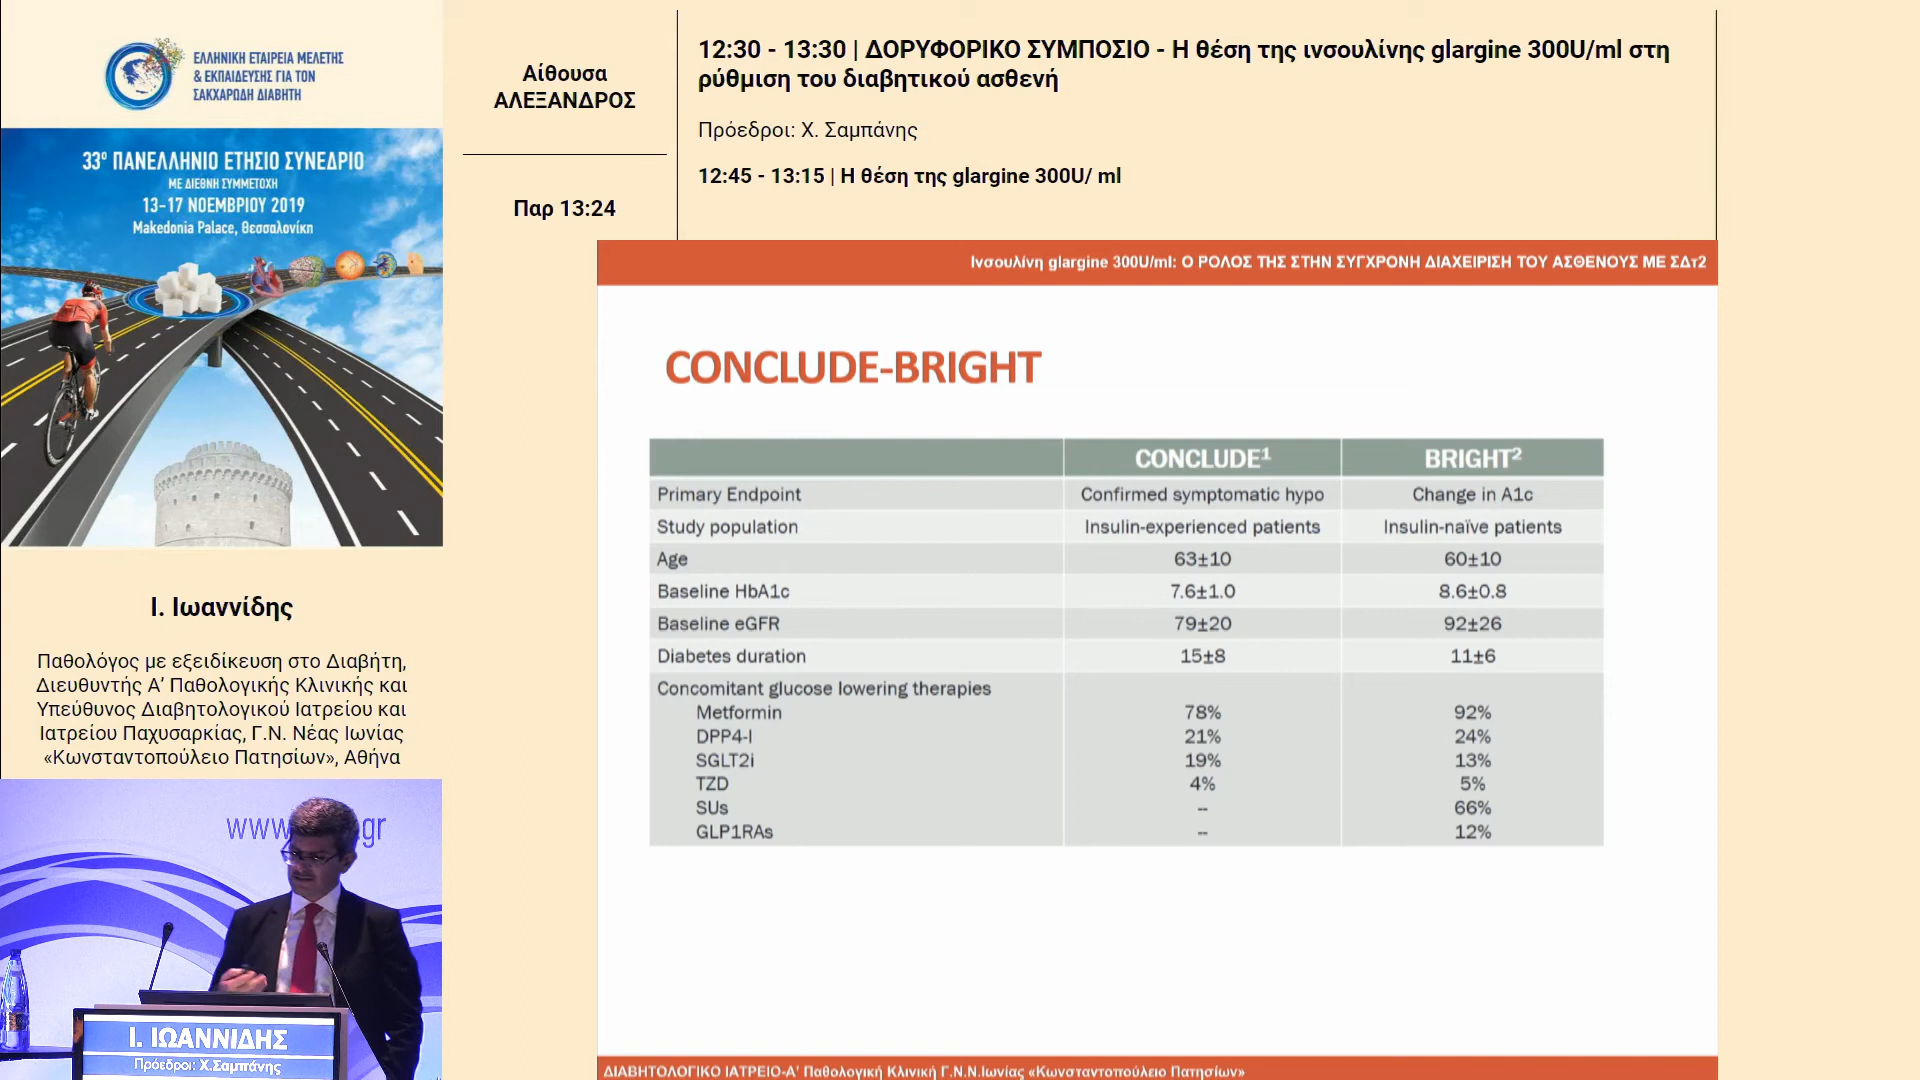 ΕΛΛΗΝΙΚΗ ΕΤΑΙΡΕΙΑ ΜΕΛΕΤΗΣ
& ΕΚΠΑΙΔΕΥΣΗΣ ΓΙΑ ΤΟΝ
ΣΑΚΧΑΡΩΔΗ ΔΙΑΒΗΤΗ
33ο ΠΑΝΕΛΛΗΝΙΟ ΕΤΗΣΙΟ ΣΥΝΕΔΡΙΟ
ΜΕ ΔΙΕΘΝΗ ΣΥΜΜΕΤΟΧΗ
13-17 ΝΟΕΜΒΡΙΟΥ 2019
Makedonia Palace, Θεσσαλονίκη
Αίθουσα
ΑΛΕΞΑΝΔΡΟΣ
Παρ 13:24
12:30 - 13:30 | ΔΟΡΥΦΟΡΙΚΟ ΣΥΜΠΟΣΙΟ - Η θέση της ινσουλίνης glargine 300U/ml στη
ρύθμιση του διαβητικού ασθενή
Πρόεδροι: Χ. Σαμπάνης
12:45 - 13:15 | Η θέση της glargine 300U/ ml
Ι. Ιωαννίδης
Παθολόγος με εξειδίκευση στο Διαβήτη,
Διευθυντής Α’ Παθολογικής Κλινικής και
Υπεύθυνος Διαβητολογικού Ιατρείου και
Ιατρείου Παχυσαρκίας, Γ.Ν. Νέας Ιωνίας
«Κωνσταντοπούλειο Πατησίων», Αθήνα
www.
gr
Ι. ΙΩΑΝΝΙΔΗΣ
Πρόεδροι: Χ.Σαμπάνης
Ινσουλίνη glargine 300U/ml: Ο ΡΟΛΟΣ ΤΗΣ ΣΤΗΝ ΣΥΓΧΡΟΝΗ ΔΙΑΧΕΙΡΙΣΗ ΤΟΥ ΑΣΘΕΝΟΥΣ ΜΕ ΣΔτ2
CONCLUDE-BRIGHT
CONCLUDE¹ BRIGHT²
Primary Endpoint Confirmed symptomatic hypo Change in A1c
Study population Insulin-experienced patients Insulin-naïve patients
Age 63±10 60±10
Baseline HbA1c 7.6±1.0 8.6±0.8
Baseline eGFR 79±20 92±26
Diabetes duration 15±8 11±6
Concomitant glucose lowering therapies
Metformin 78% 92%
DPP4-I 21% 24%
SGLT2i 19% 13%
TZD 4% 5%
SUs -- 66%
GLP1RAs -- 12%
ΔΙΑΒΗΤΟΛΟΓΙΚΟ ΙΑΤΡΕΙΟ-Α’ Παθολογική Κλινική Γ.Ν.Ν.Ιωνίας «Κωνσταντοπούλειο Πατησίων»